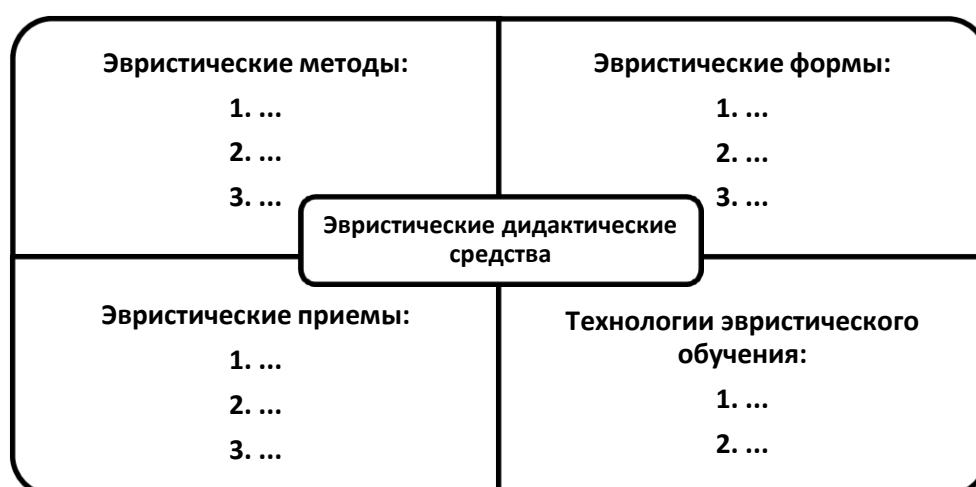 Эвристические методы:
1. ...
2. ...
3. ...
Эвристические формы:
1. ...
2. ...
3. ...
Эвристические дидактические
средства
Эвристические приемы:
1. ...
2. ...
3. ...
Технологии эвристического
обучения:
1. ...
2. ...